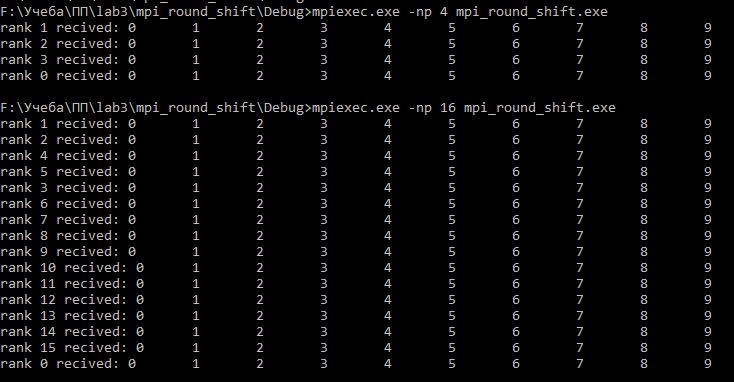 F:\Учеба\ПП\lab3\mpi_round_shift\Debug>mpiexec.exe -np 4 mpi_round_shift.exe
rank 1 recived: 0 1 2 3 4 5 6 7 8 9
rank 2 recived: 0 1 2 3 4 5 6 7 8 9
rank 3 recived: 0 1 2 3 4 5 6 7 8 9
rank 0 recived: 0 1 2 3 4 5 6 7 8 9
F:\Учеба\ПП\lab3\mpi_round_shift\Debug>mpiexec.exe -np 16 mpi_round_shift.exe
rank 1 recived: 0 1 2 3 4 5 6 7 8 9
rank 2 recived: 0 1 2 3 4 5 6 7 8 9
rank 4 recived: 0 1 2 3 4 5 6 7 8 9
rank 5 recived: 0 1 2 3 4 5 6 7 8 9
rank 3 recived: 0 1 2 3 4 5 6 7 8 9
rank 6 recived: 0 1 2 3 4 5 6 7 8 9
rank 7 recived: 0 1 2 3 4 5 6 7 8 9
rank 8 recived: 0 1 2 3 4 5 6 7 8 9
rank 9 recived: 0 1 2 3 4 5 6 7 8 9
rank 10 recived: 0 1 2 3 4 5 6 7 8 9
rank 11 recived: 0 1 2 3 4 5 6 7 8 9
rank 12 recived: 0 1 2 3 4 5 6 7 8 9
rank 13 recived: 0 1 2 3 4 5 6 7 8 9
rank 14 recived: 0 1 2 3 4 5 6 7 8 9
rank 15 recived: 0 1 2 3 4 5 6 7 8 9
rank 0 recived: 0 1 2 3 4 5 6 7 8 9